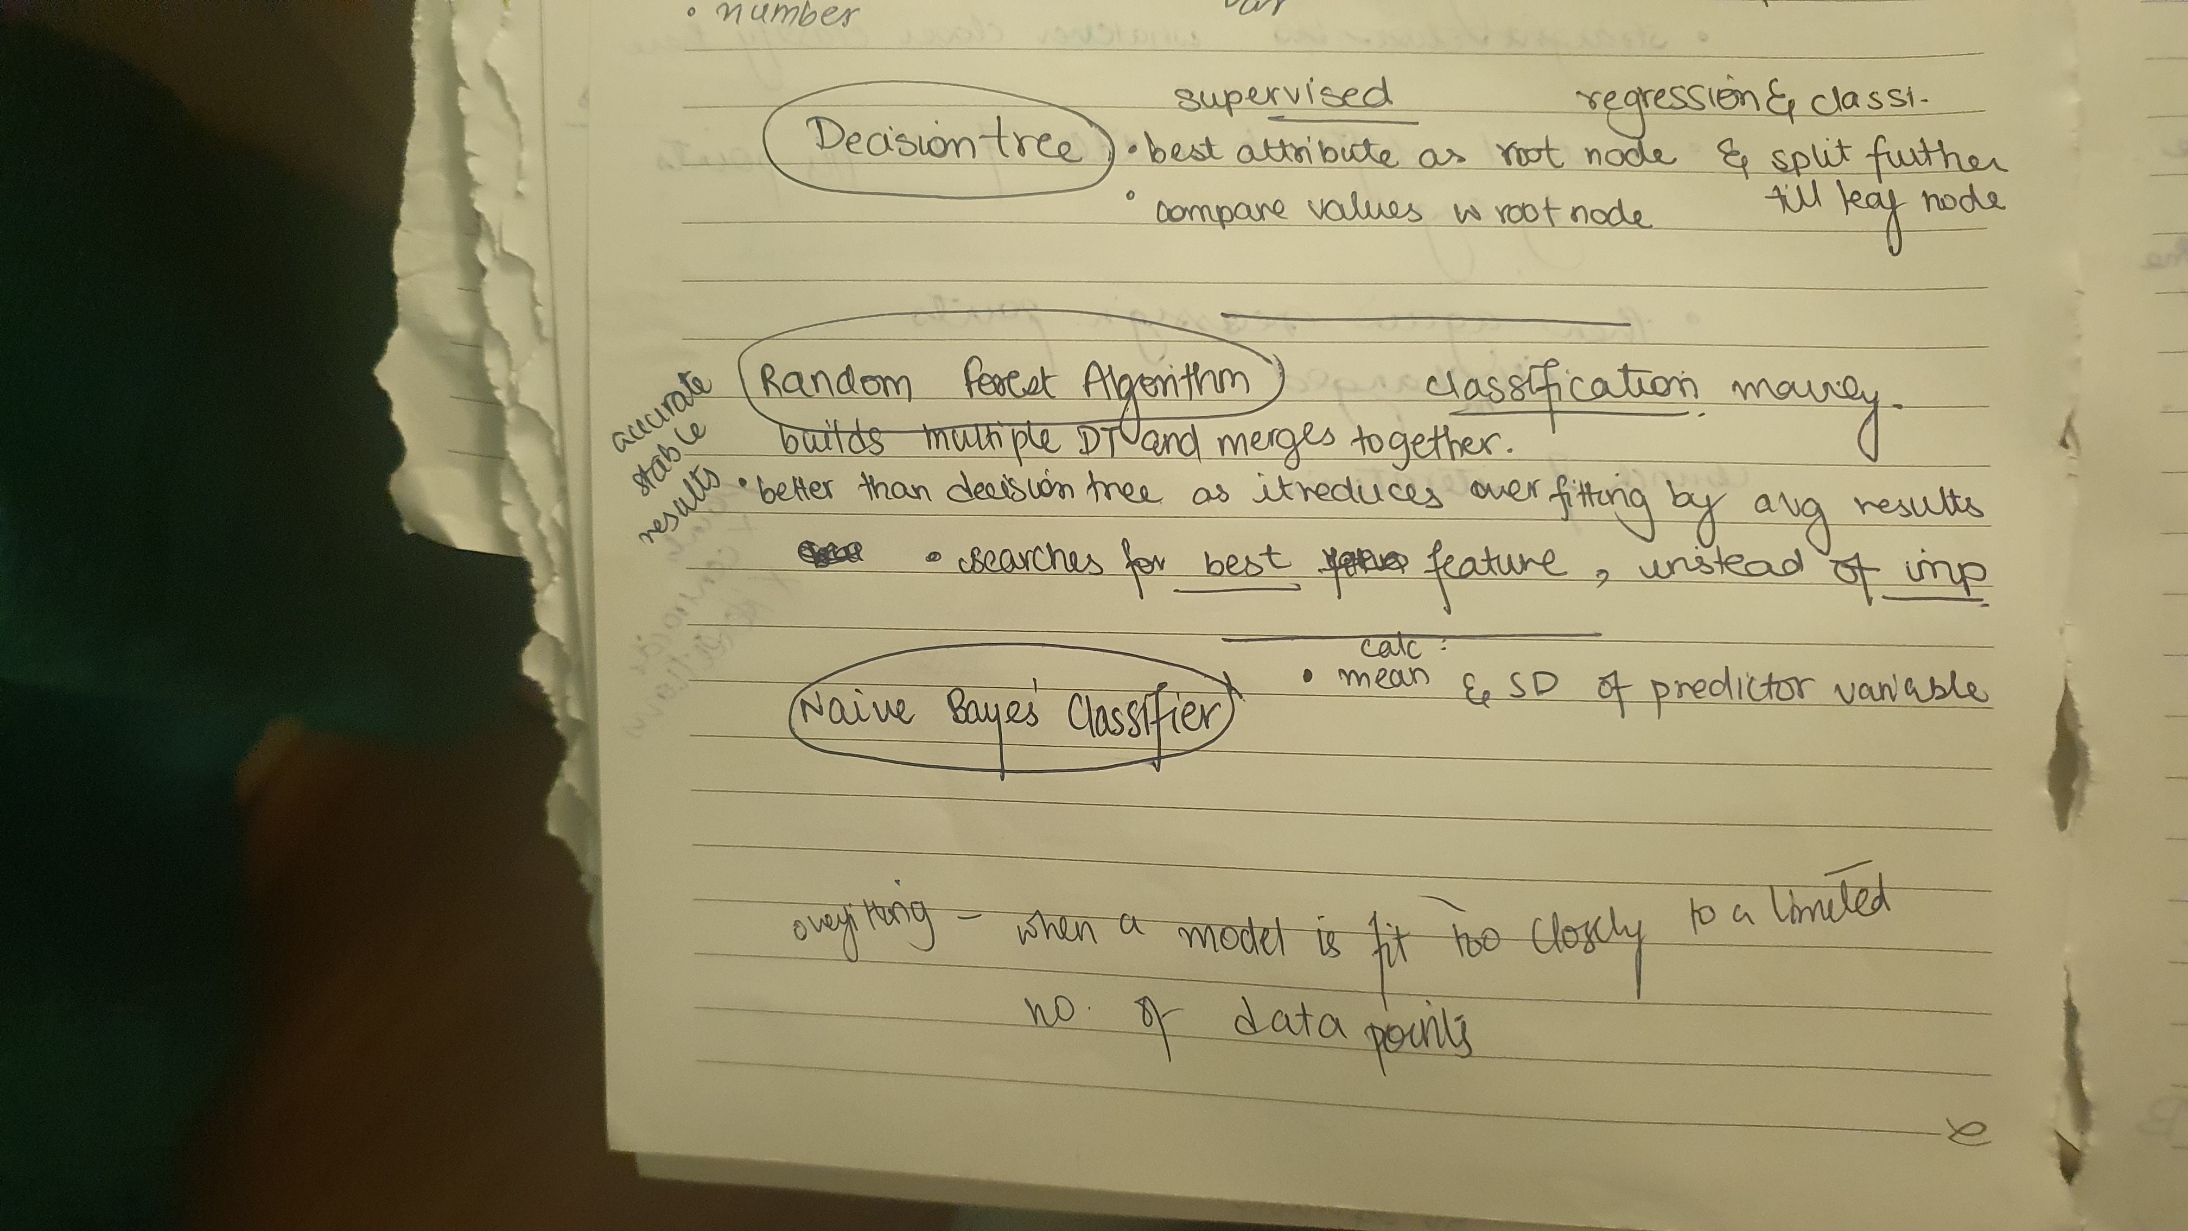 • number
supervised regression & classi-
Decision tree • best attribute as root node & split further
till leaf node
• compare values w root node
Random forest Algorithm classification
builds multiple DT and merges together.
accurate
stable
results
• better than decision tree as it reduces over fitting by avg results
• searches for best feature, instead of imp
calc:
Naive Bayes' Classifier • mean & SD of predictor variable
overfitting - when a model is fit too closely to a limited
no. of data points